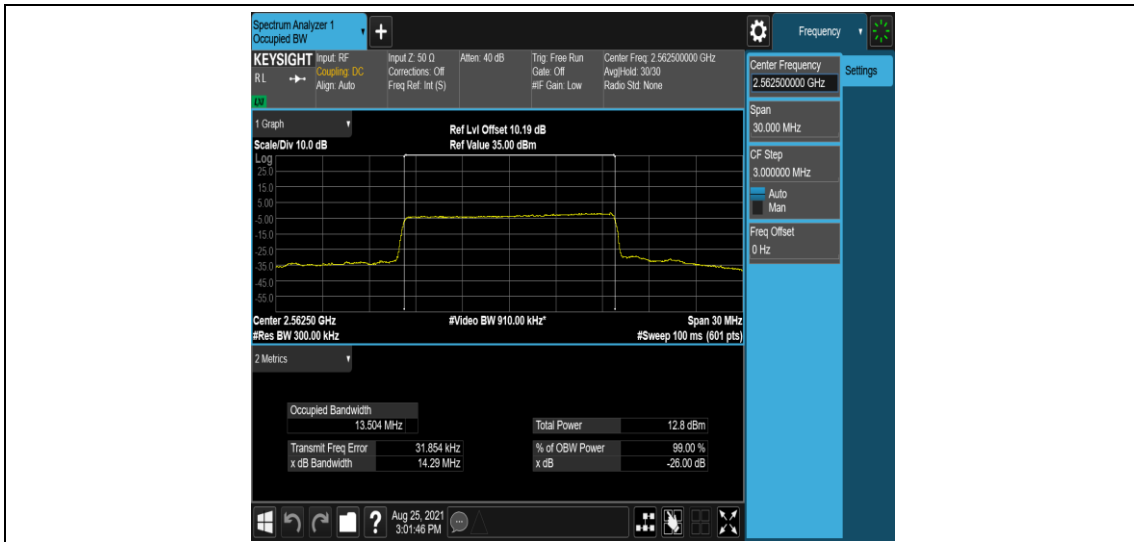 Spectrum Analyzer 1
Occupied BW
+
Frequency
KEYSIGHT
RL
LXI
Input: RF
Coupling: DC
Align: Auto
Input Z: 50 Ω
Corrections: Off
Freq Ref: Int (S)
Atten: 40 dB
Trig: Free Run
Gate: Off
#IF Gain: Low
Center Freq: 2.562500000 GHz
Avg|Hold: 30/30
Radio Std: None
Center Frequency
2.562500000 GHz
Settings
Span
30.000 MHz
CF Step
3.000000 MHz
Auto
Man
Freq Offset
0 Hz
1 Graph
Scale/Div 10.0 dB
Ref Lvl Offset 10.19 dB
Ref Value 35.00 dBm
Log
25.0
15.0
5.00
-5.00
-15.0
-25.0
-35.0
-45.0
-55.0
Center 2.56250 GHz
#Video BW 910.00 kHz*
Span 30 MHz
#Res BW 300.00 kHz
#Sweep 100 ms (601 pts)
2 Metrics
Occupied Bandwidth
13.504 MHz
Total Power 12.8 dBm
Transmit Freq Error 31.854 kHz
% of OBW Power 99.00 %
x dB Bandwidth 14.29 MHz
x dB -26.00 dB
?
Aug 25, 2021
3:01:46 PM